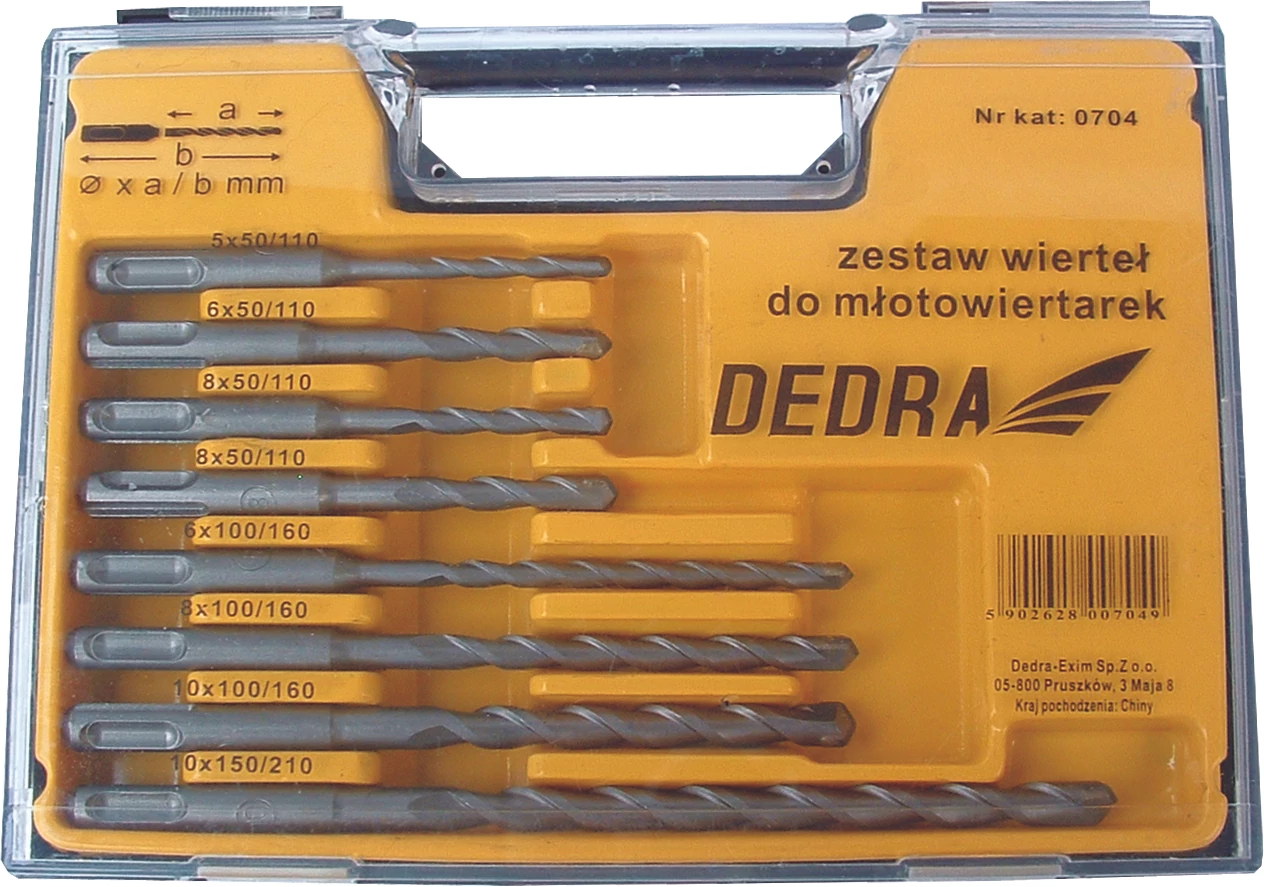 a
b
Ø x a / b mm
Nr kat: 0704
5x50/110
6x50/110
8x50/110
8x50/110
6x100/160
8x100/160
10x100/160
10x150/210
zestaw wierteł
do młotowiertarek
DEDRA
5 902628 007049
Dedra-Exim Sp.Z o.o.
05-800 Pruszków, 3 Maja 8
Kraj pochodzenia: Chiny